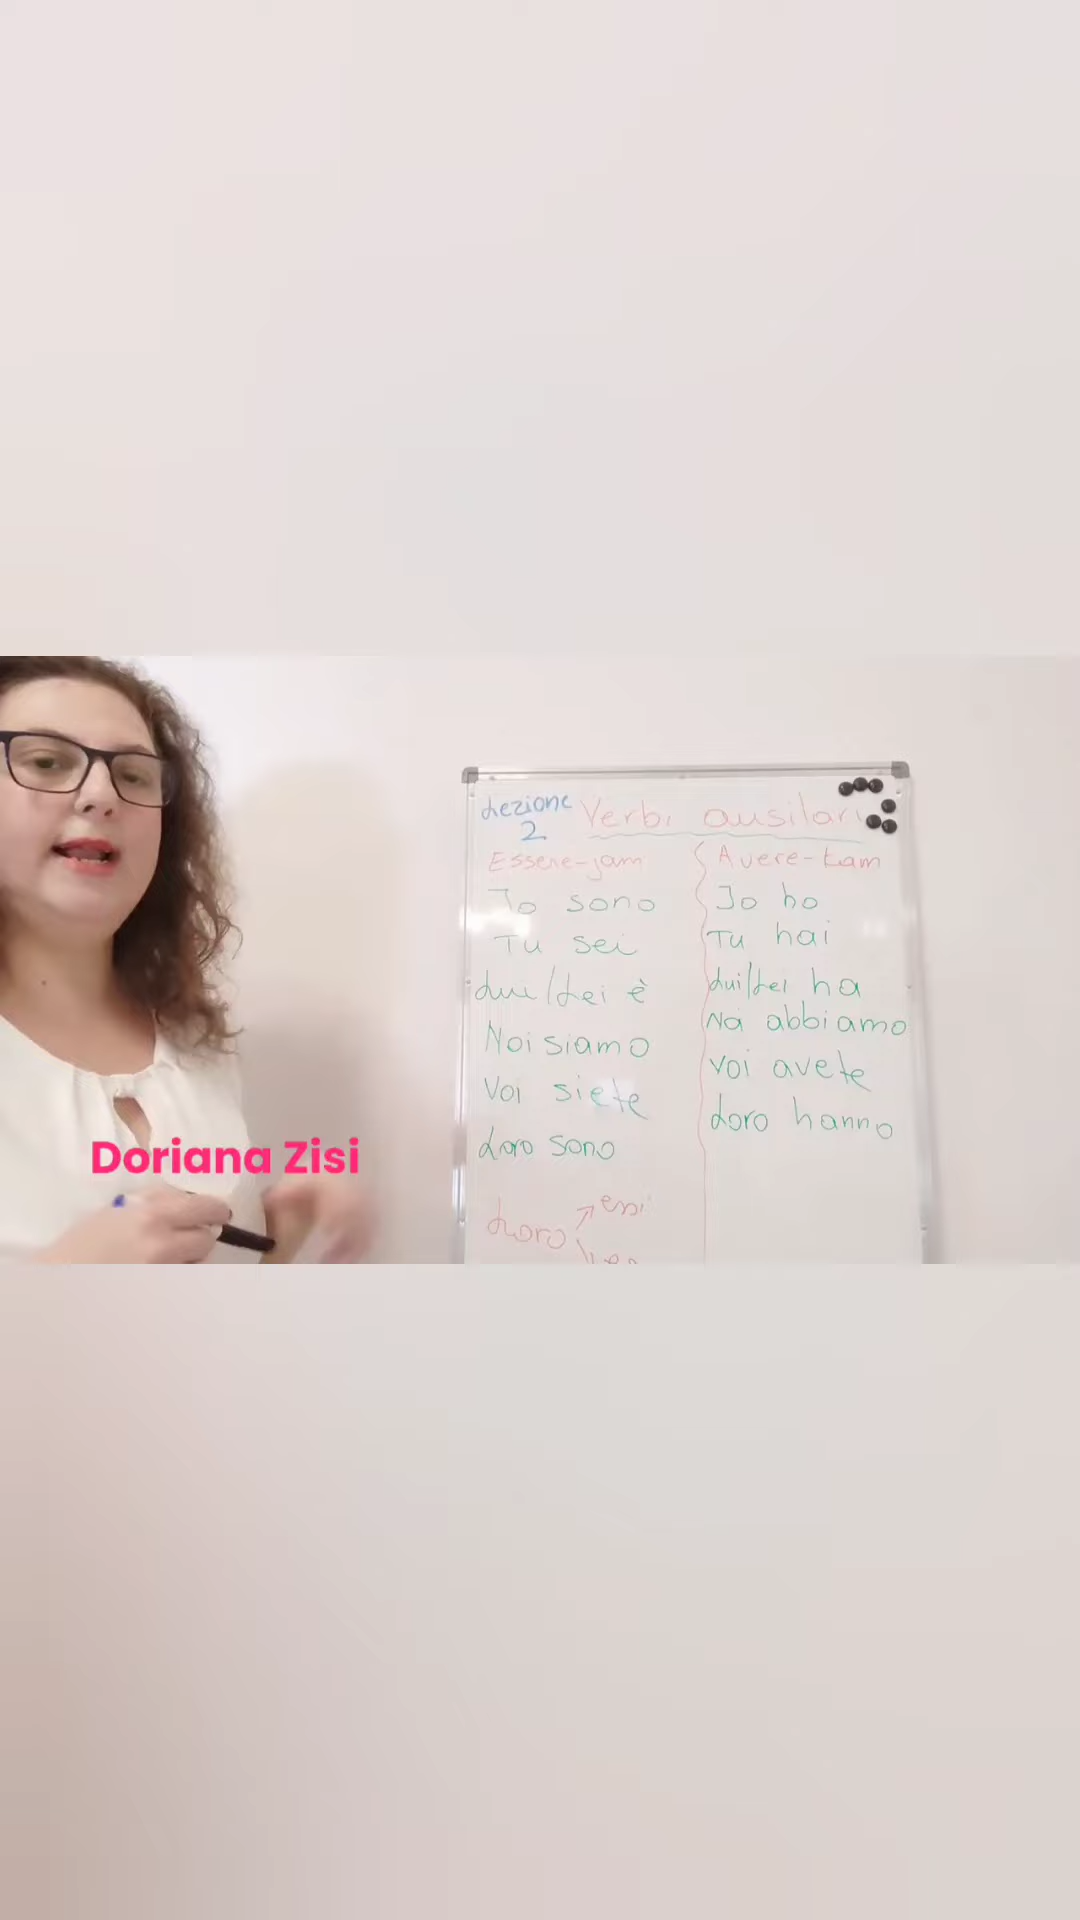 Lezione
2
Verbi ausilari
Essere-jam
Io sono
Tu sei
Lui/Lei è
Noi siamo
Voi siete
Loro sono
Loro
Avere-kam
Io ho
Tu hai
Lui/Lei ha
Noi abbiamo
Voi avete
Loro hanno
Doriana Zisi